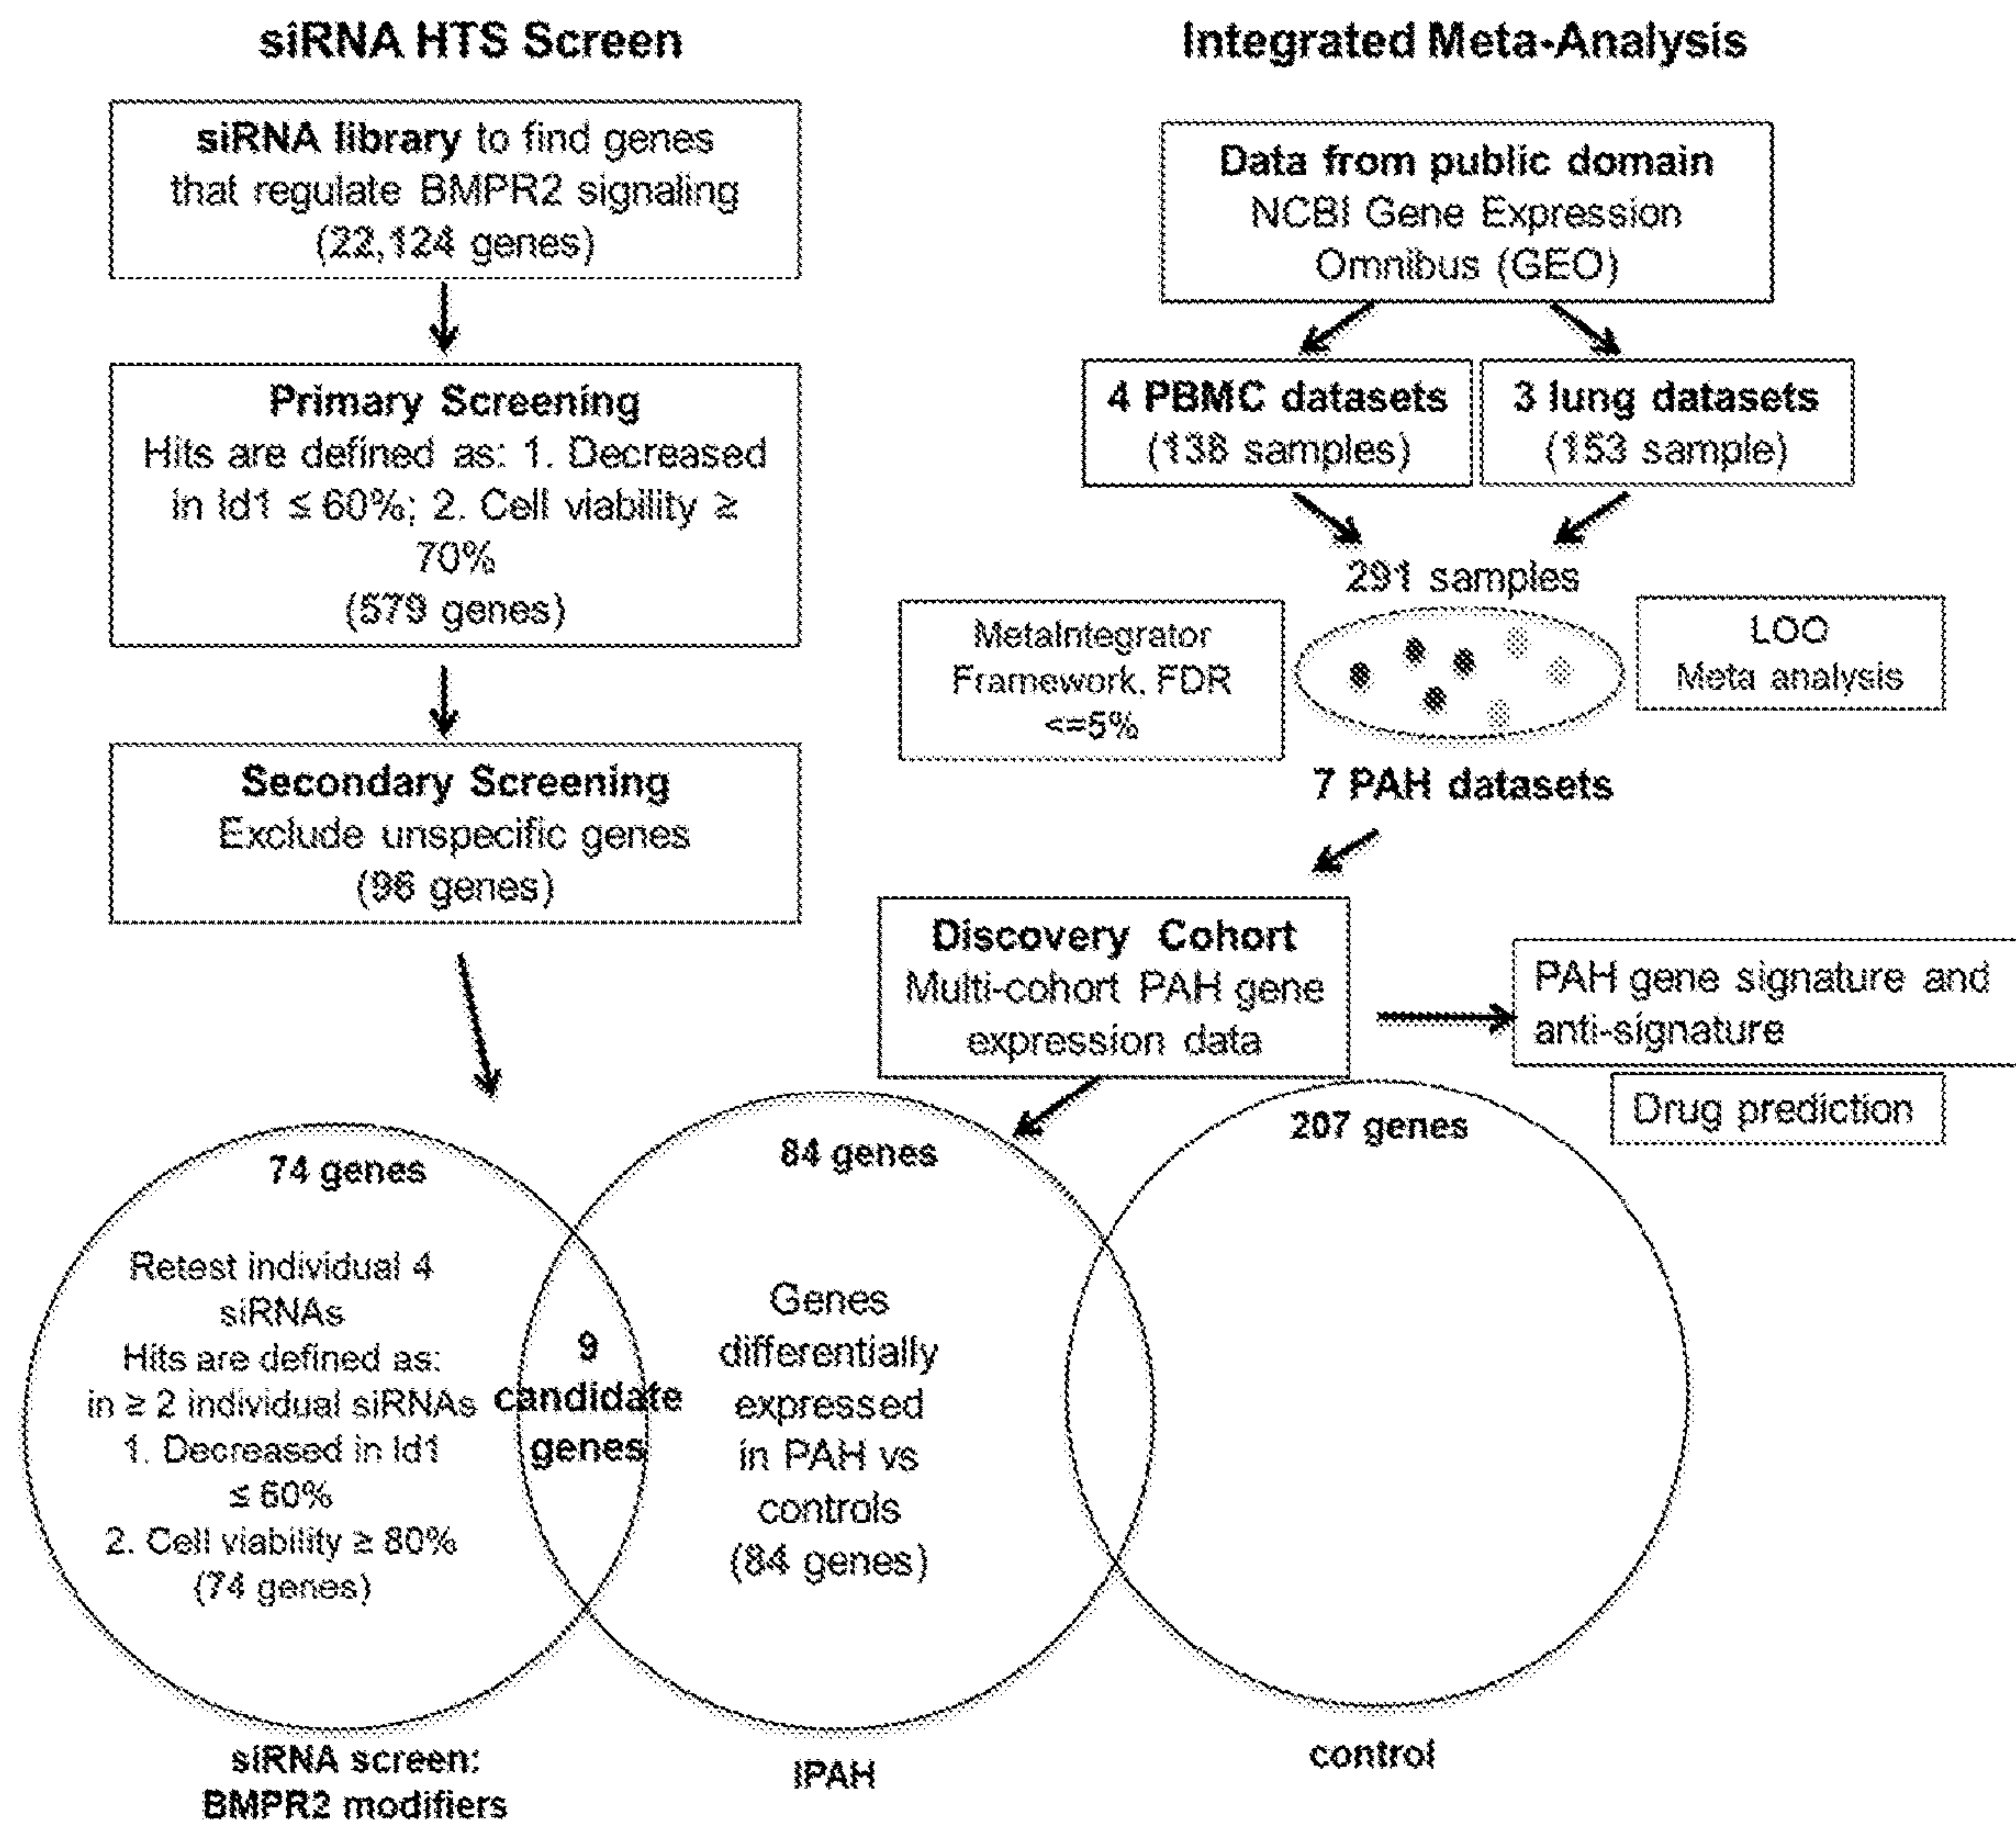 siRNA HTS Screen
siRNA library to find genes
that regulate BMPR2 signaling
(22,124 genes)
Primary Screening
Hits are defined as: 1. Decreased
in Id1 ≤ 60%; 2. Cell viability ≥
70%
(579 genes)
Secondary Screening
Exclude unspecific genes
(96 genes)
Integrated Meta-Analysis
Data from public domain
NCBI Gene Expression
Omnibus (GEO)
4 PBMC datasets
(138 samples)
3 lung datasets
(153 sample)
291 samples
MetaIntegrator
Framework, FDR
<=5%
LOO
Meta analysis
7 PAH datasets
Discovery Cohort
Multi-cohort PAH gene
expression data
PAH gene signature and
anti-signature
Drug prediction
74 genes
Retest individual 4
siRNAs
Hits are defined as:
in ≥ 2 individual siRNAs
1. Decreased in Id1
≤ 60%
2. Cell viability ≥ 80%
(74 genes)
9
candidate
genes
84 genes
Genes
differentially
expressed
in PAH vs
controls
(84 genes)
207 genes
siRNA screen:
BMPR2 modifiers
IPAH
control